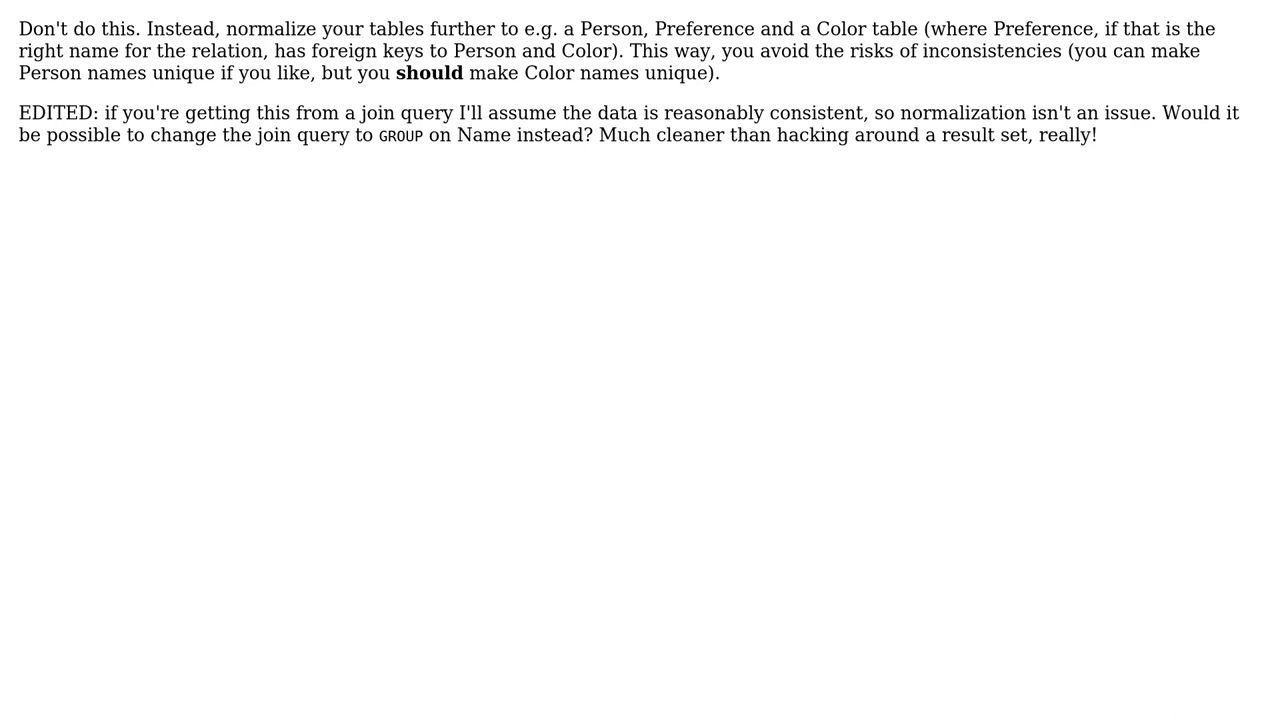 Don't do this. Instead, normalize your tables further to e.g. a Person, Preference and a Color table (where Preference, if that is the
right name for the relation, has foreign keys to Person and Color). This way, you avoid the risks of inconsistencies (you can make
Person names unique if you like, but you should make Color names unique).
EDITED: if you're getting this from a join query I'll assume the data is reasonably consistent, so normalization isn't an issue. Would it
be possible to change the join query to GROUP on Name instead? Much cleaner than hacking around a result set, really!